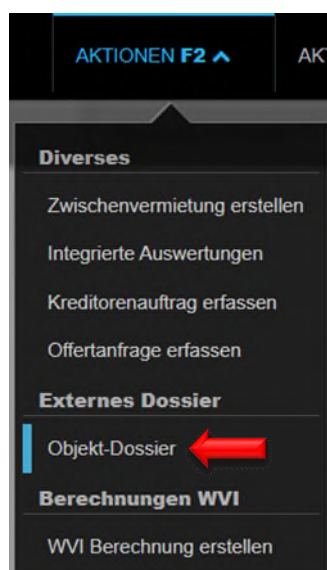 AKTIONEN F2 AK
Diverses
Zwischenvermietung erstellen
Integrierte Auswertungen
Kreditorenauftrag erfassen
Offertanfrage erfassen
Externes Dossier
Objekt-Dossier
Berechnungen WVI
WVI Berechnung erstellen